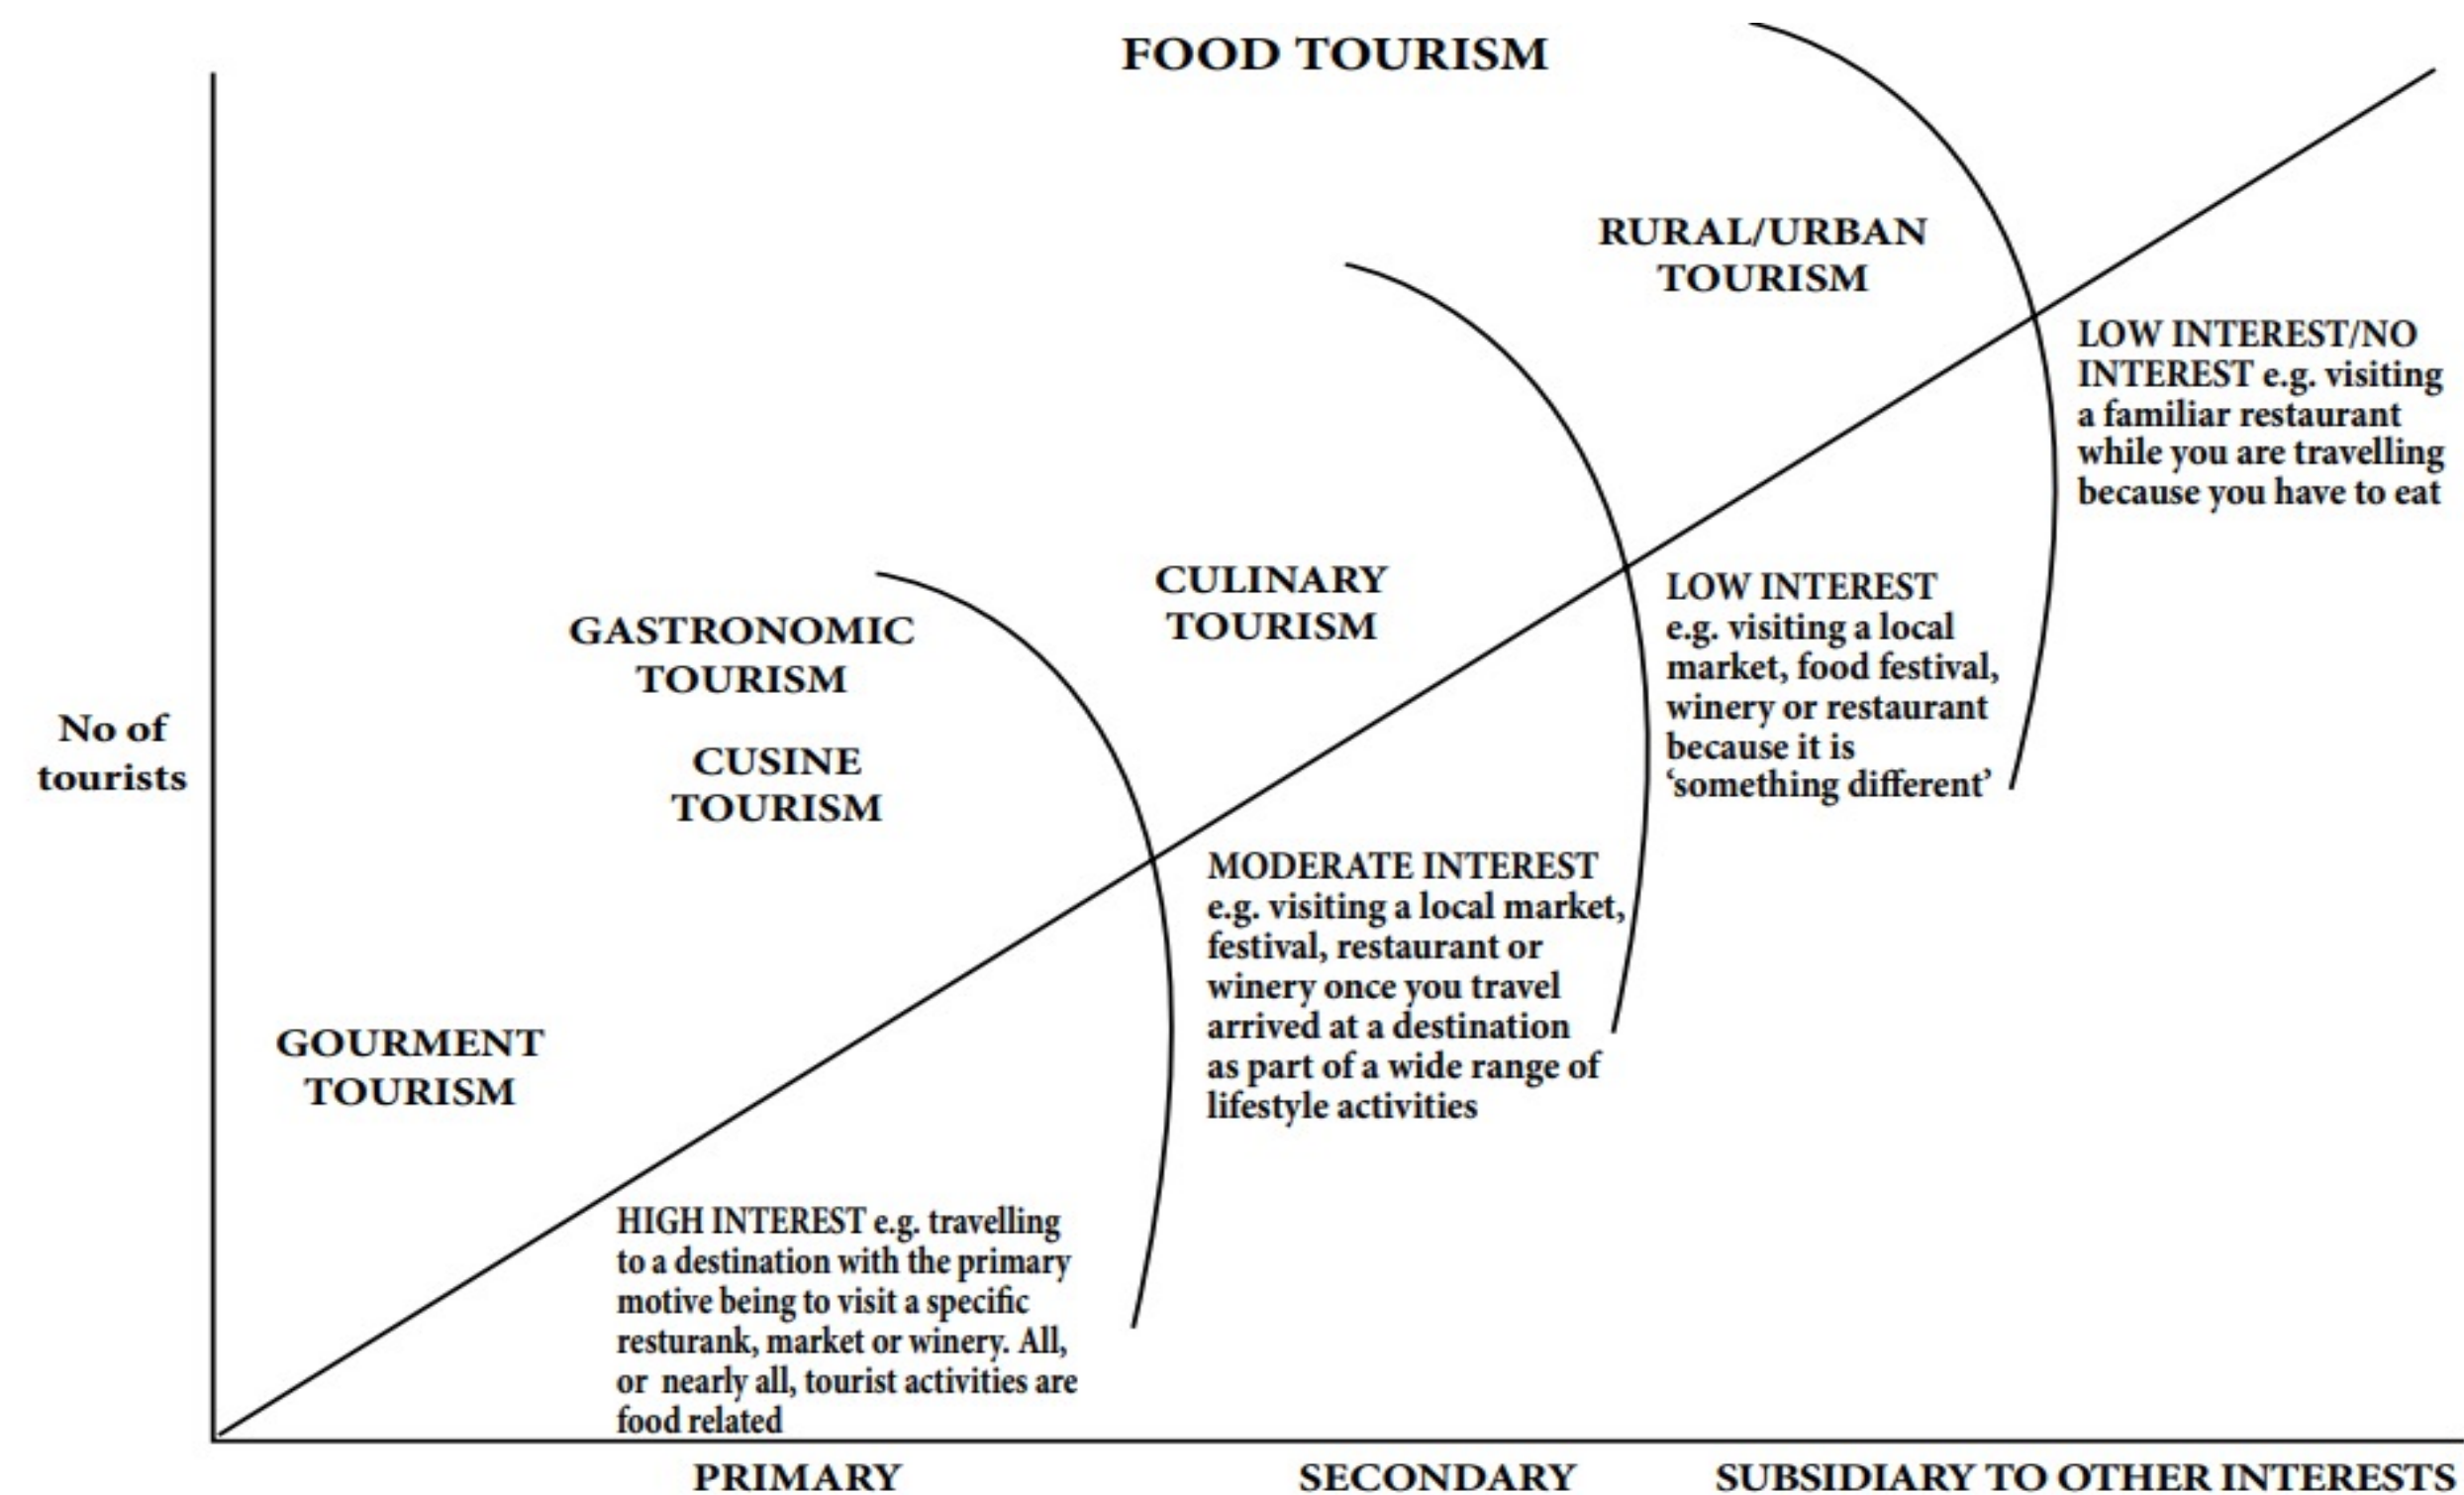 FOOD TOURISM
RURAL/URBAN
TOURISM
LOW INTEREST/NO
INTEREST e.g. visiting
a familiar restaurant
while you are travelling
because you have to eat
CULINARY
TOURISM
LOW INTEREST
e.g. visiting a local
market, food festival,
winery or restaurant
because it is
‘something different’
GASTRONOMIC
TOURISM
CUSINE
TOURISM
No of
tourists
MODERATE INTEREST
e.g. visiting a local market,
festival, restaurant or
winery once you travel
arrived at a destination
as part of a wide range of
lifestyle activities
GOURMENT
TOURISM
HIGH INTEREST e.g. travelling
to a destination with the primary
motive being to visit a specific
resturank, market or winery. All,
or nearly all, tourist activities are
food related
PRIMARY
SECONDARY
SUBSIDIARY TO OTHER INTERESTS